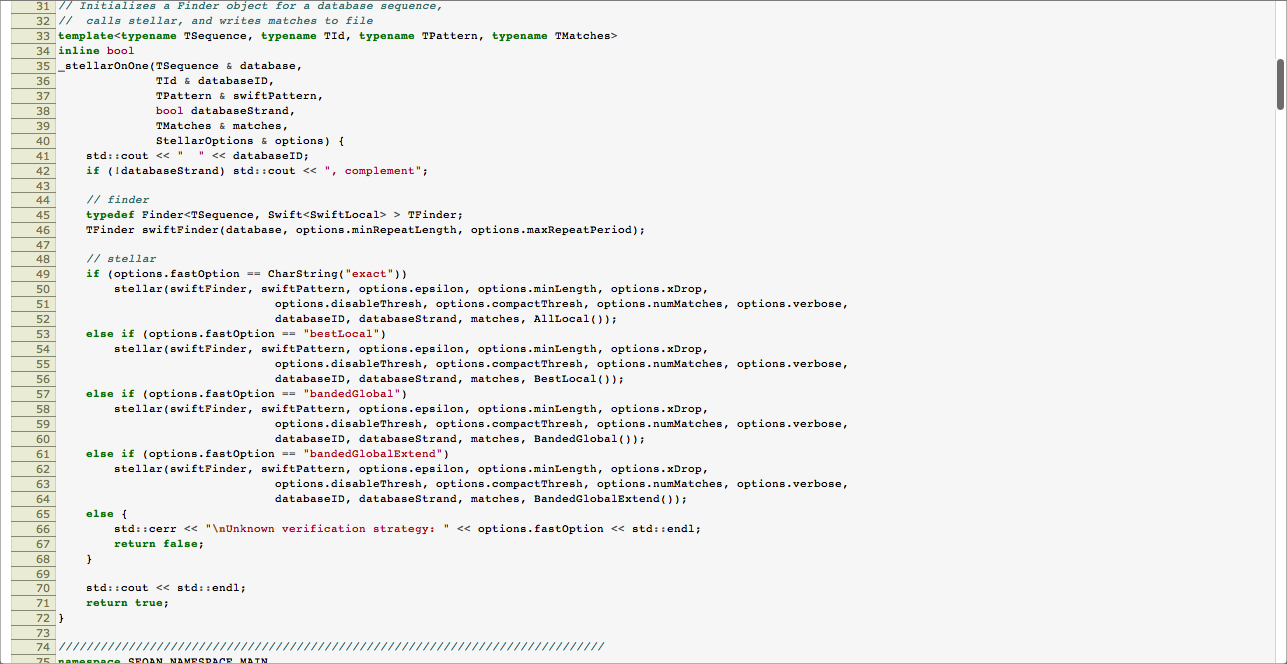 31 // Initializes a Finder object for a database sequence,
32 //  calls stellar, and writes matches to file
33 template<typename TSequence, typename TId, typename TPattern, typename TMatches>
34 inline bool
35 _stellarOnOne(TSequence & database,
36               TId & databaseID,
37               TPattern & swiftPattern,
38               bool databaseStrand,
39               TMatches & matches,
40               StellarOptions & options) {
41     std::cout << "  " << databaseID;
42     if (!databaseStrand) std::cout << ", complement";
43
44     // finder
45     typedef Finder<TSequence, Swift<SwiftLocal> > TFinder;
46     TFinder swiftFinder(database, options.minRepeatLength, options.maxRepeatPeriod);
47
48     // stellar
49     if (options.fastOption == CharString("exact"))
50         stellar(swiftFinder, swiftPattern, options.epsilon, options.minLength, options.xDrop,
51                                options.disableThresh, options.compactThresh, options.numMatches, options.verbose,
52                                databaseID, databaseStrand, matches, AllLocal());
53     else if (options.fastOption == "bestLocal")
54         stellar(swiftFinder, swiftPattern, options.epsilon, options.minLength, options.xDrop,
55                                options.disableThresh, options.compactThresh, options.numMatches, options.verbose,
56                                databaseID, databaseStrand, matches, BestLocal());
57     else if (options.fastOption == "bandedGlobal")
58         stellar(swiftFinder, swiftPattern, options.epsilon, options.minLength, options.xDrop,
59                                options.disableThresh, options.compactThresh, options.numMatches, options.verbose,
60                                databaseID, databaseStrand, matches, BandedGlobal());
61     else if (options.fastOption == "bandedGlobalExtend")
62         stellar(swiftFinder, swiftPattern, options.epsilon, options.minLength, options.xDrop,
63                                options.disableThresh, options.compactThresh, options.numMatches, options.verbose,
64                                databaseID, databaseStrand, matches, BandedGlobalExtend());
65     else {
66         std::cerr << "\nUnknown verification strategy: " << options.fastOption << std::endl;
67         return false;
68     }
69
70     std::cout << std::endl;
71     return true;
72 }
73
74 //////////////////////////////////////////////////////////////////////////////
75 namespace SEQAN_NAMESPACE_MAIN